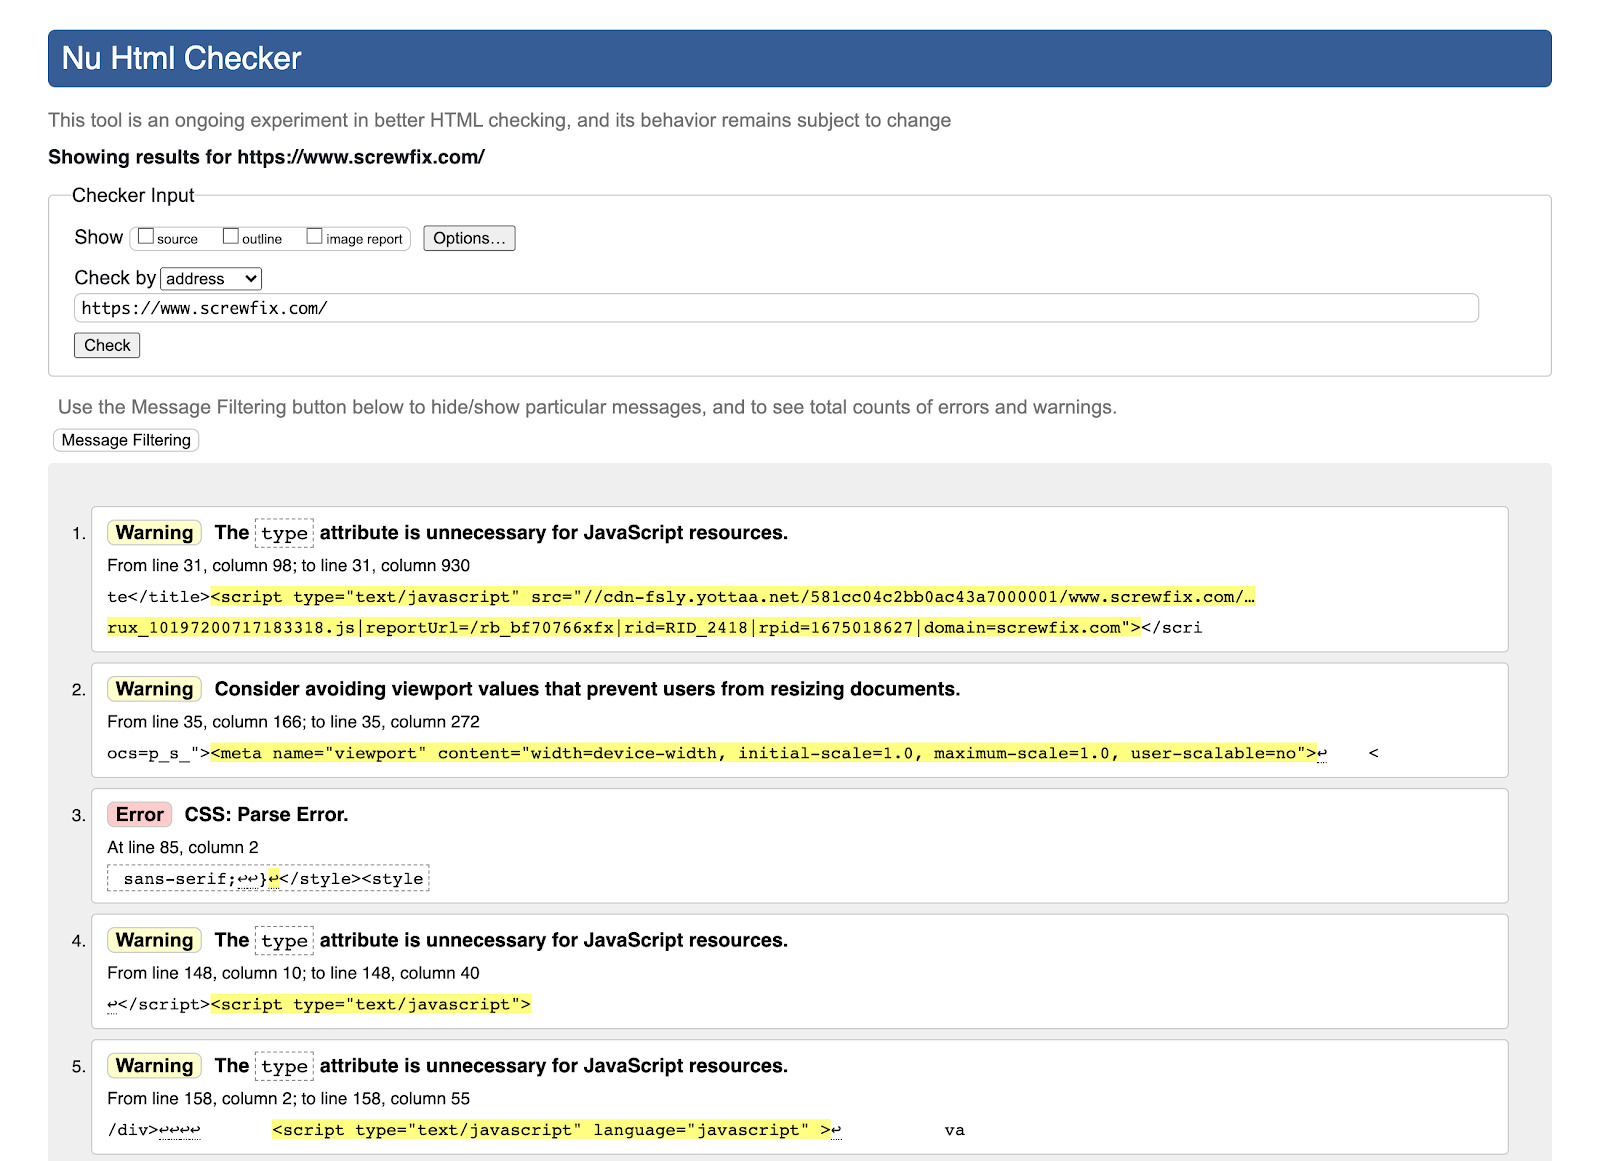 Nu Html Checker
This tool is an ongoing experiment in better HTML checking, and its behavior remains subject to change
Showing results for https://www.screwfix.com/
Checker Input
Show source outline image report Options...
Check by address
https://www.screwfix.com/
Check
Use the Message Filtering button below to hide/show particular messages, and to see total counts of errors and warnings.
Message Filtering
1. Warning The type attribute is unnecessary for JavaScript resources.
From line 31, column 98; to line 31, column 930
te</title><script type="text/javascript" src="//cdn-fsly.yottaa.net/581cc04c2bb0ac43a7000001/www.screwfix.com/…
rux_10197200717183318.js|reportUrl=/rb_bf70766xfx|rid=RID_2418|rpid=1675018627|domain=screwfix.com"></scri
2. Warning Consider avoiding viewport values that prevent users from resizing documents.
From line 35, column 166; to line 35, column 272
ocs=p_s_"><meta name="viewport" content="width=device-width, initial-scale=1.0, maximum-scale=1.0, user-scalable=no">↩ <
3. Error CSS: Parse Error.
At line 85, column 2
sans-serif;↩↩}↩</style><style
4. Warning The type attribute is unnecessary for JavaScript resources.
From line 148, column 10; to line 148, column 40
↩</script><script type="text/javascript">
5. Warning The type attribute is unnecessary for JavaScript resources.
From line 158, column 2; to line 158, column 55
/div>↩↩↩↩ <script type="text/javascript" language="javascript" >↩ va